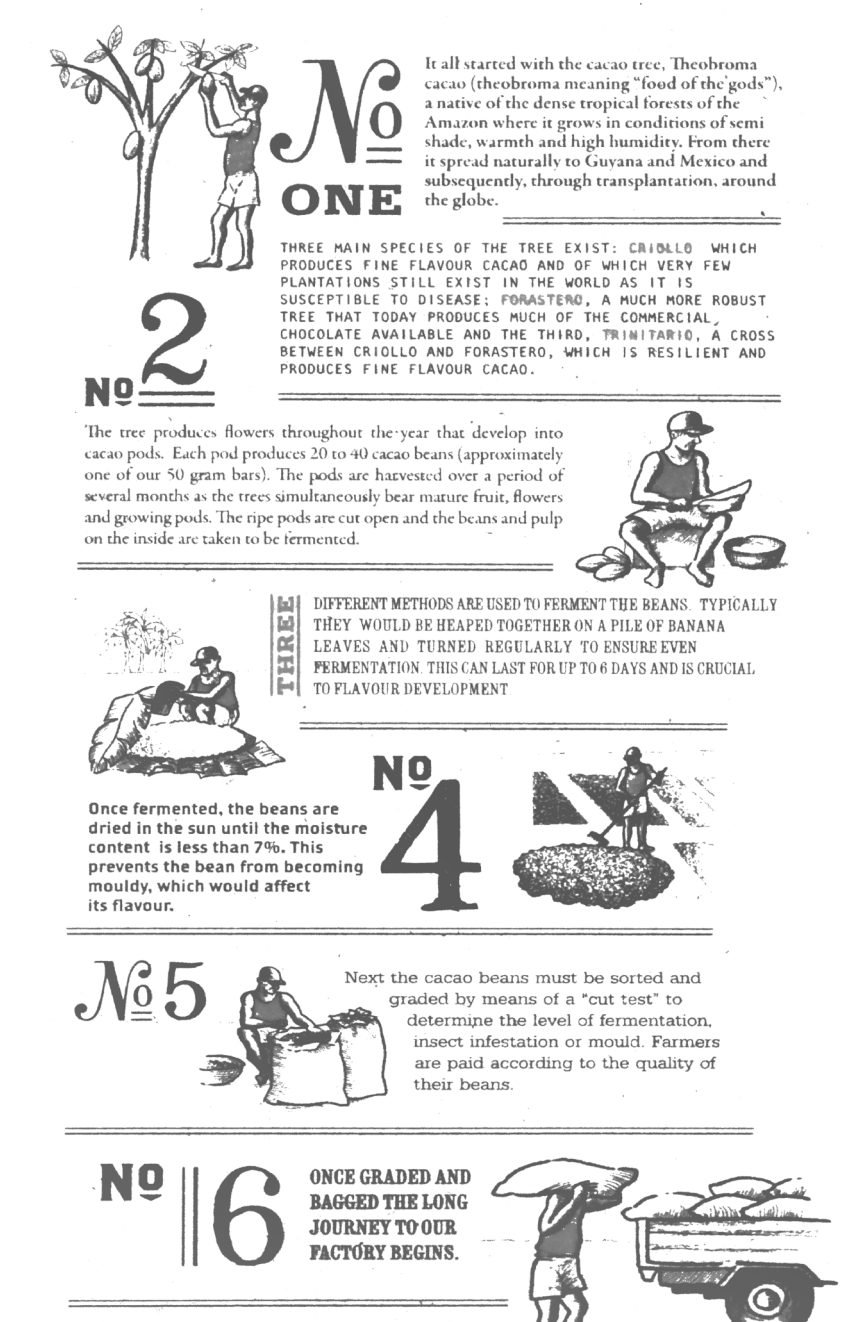 No
ONE
It all started with the cacao tree, Theobroma
cacao (theobroma meaning "food of the gods"),
a native of the dense tropical forests of the
Amazon where it grows in conditions of semi
shade, warmth and high humidity. From there
it spread naturally to Guyana and Mexico and
subsequently, through transplantation, around
the globe.
THREE MAIN SPECIES OF THE TREE EXIST: CRIOLLO WHICH
PRODUCES FINE FLAVOUR CACAO AND OF WHICH VERY FEW
PLANTATIONS STILL EXIST IN THE WORLD AS IT IS
SUSCEPTIBLE TO DISEASE; FORASTERO, A MUCH MORE ROBUST
TREE THAT TODAY PRODUCES MUCH OF THE COMMERCIAL
CHOCOLATE AVAILABLE AND THE THIRD, TRINITARIO, A CROSS
BETWEEN CRIOLLO AND FORASTERO, WHICH IS RESILIENT AND
PRODUCES FINE FLAVOUR CACAO.
No 2
The tree produces flowers throughout the year that develop into
cacao pods. Each pod produces 20 to 40 cacao beans (approximately
one of our 50 gram bars). The pods are harvested over a period of
several months as the trees simultaneously bear mature fruit, flowers
and growing pods. The ripe pods are cut open and the beans and pulp
on the inside are taken to be fermented.
THREE
DIFFERENT METHODS ARE USED TO FERMENT THE BEANS. TYPICALLY
THEY WOULD BE HEAPED TOGETHER ON A PILE OF BANANA
LEAVES AND TURNED REGULARLY TO ENSURE EVEN
FERMENTATION. THIS CAN LAST FOR UP TO 6 DAYS AND IS CRUCIAL
TO FLAVOUR DEVELOPMENT
No 4
Once fermented, the beans are
dried in the sun until the moisture
content is less than 7%. This
prevents the bean from becoming
mouldy, which would affect
its flavour.
No 5
Next the cacao beans must be sorted and
graded by means of a "cut test" to
determine the level of fermentation,
insect infestation or mould. Farmers
are paid according to the quality of
their beans.
No 6
ONCE GRADED AND
BAGGED THE LONG
JOURNEY TO OUR
FACTORY BEGINS.